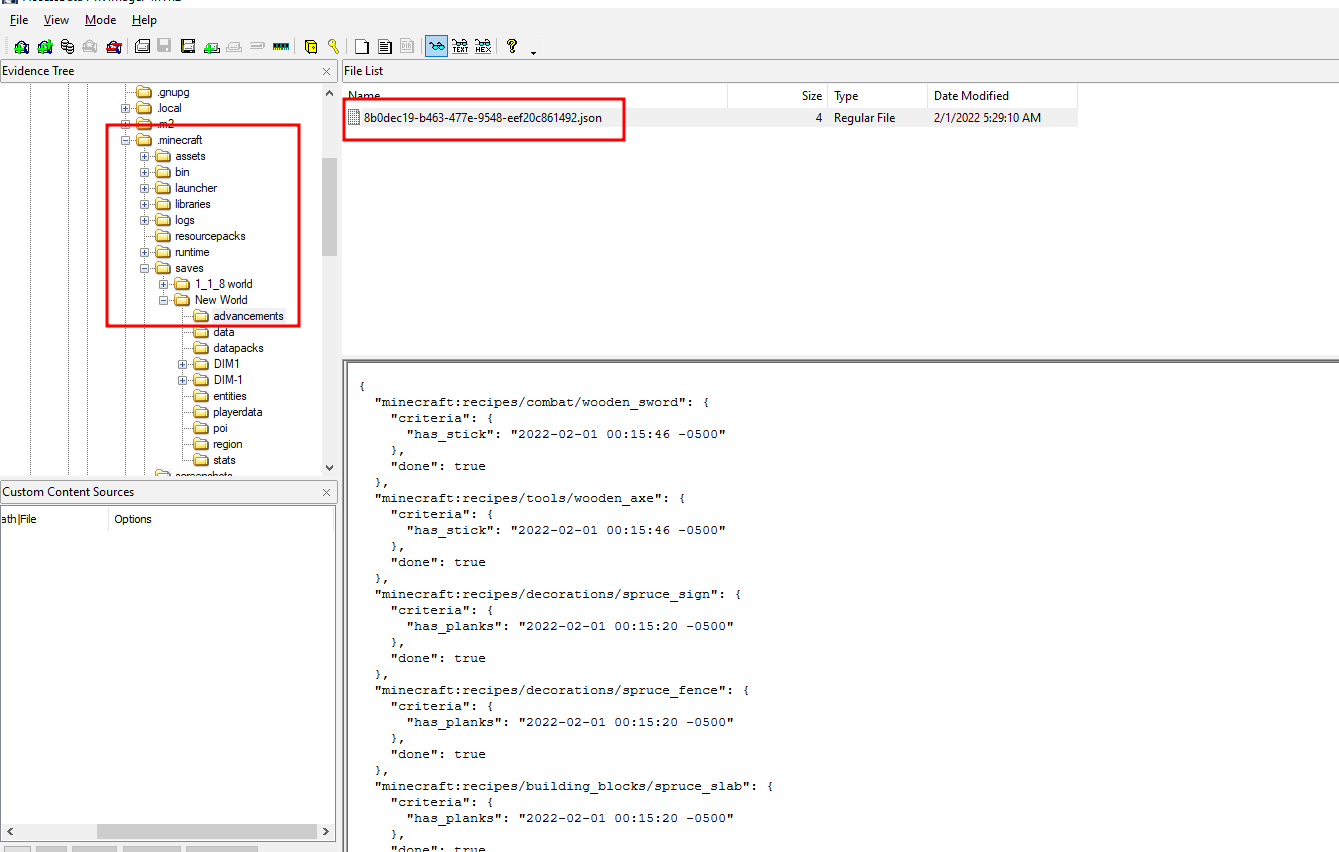 File View Mode Help
Evidence Tree
File List
.gnupg
.local
.m2
.minecraft
assets
bin
launcher
libraries
logs
resourcepacks
runtime
saves
1_1_8 world
New World
advancements
data
datapacks
DIM1
DIM-1
entities
playerdata
poi
region
stats
screenshots
Name Size Type Date Modified
8b0dec19-b463-477e-9548-eef20c861492.json 4 Regular File 2/1/2022 5:29:10 AM
Custom Content Sources
ath|File Options
{
"minecraft:recipes/combat/wooden_sword": {
"criteria": {
"has_stick": "2022-02-01 00:15:46 -0500"
},
"done": true
},
"minecraft:recipes/tools/wooden_axe": {
"criteria": {
"has_stick": "2022-02-01 00:15:46 -0500"
},
"done": true
},
"minecraft:recipes/decorations/spruce_sign": {
"criteria": {
"has_planks": "2022-02-01 00:15:20 -0500"
},
"done": true
},
"minecraft:recipes/decorations/spruce_fence": {
"criteria": {
"has_planks": "2022-02-01 00:15:20 -0500"
},
"done": true
},
"minecraft:recipes/building_blocks/spruce_slab": {
"criteria": {
"has_planks": "2022-02-01 00:15:20 -0500"
},
"done": true